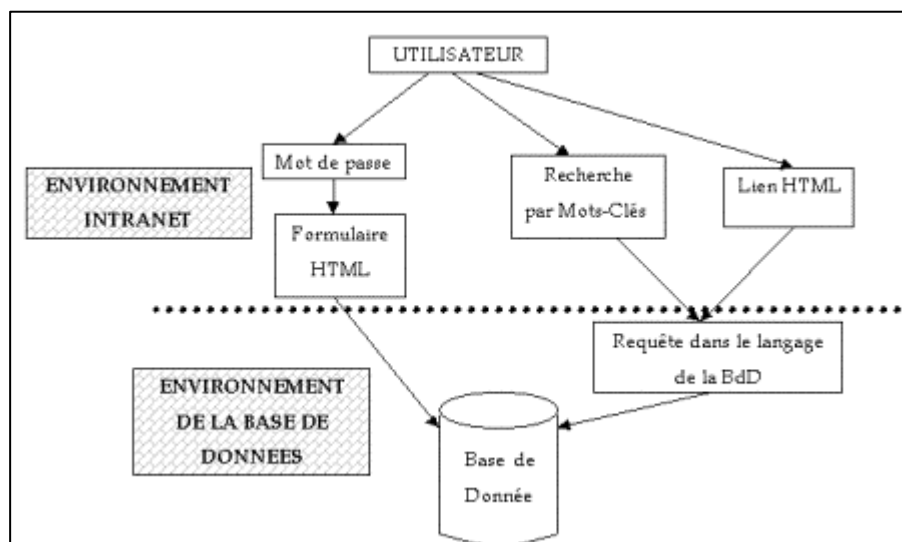 UTILISATEUR
Mot de passe
Recherche
par Mots-Clés
Lien HTML
ENVIRONNEMENT
INTRANET
Formulaire
HTML
Requête dans le langage
de la BdD
ENVIRONNEMENT
DE LA BASE DE
DONNEES
Base de
Donnée